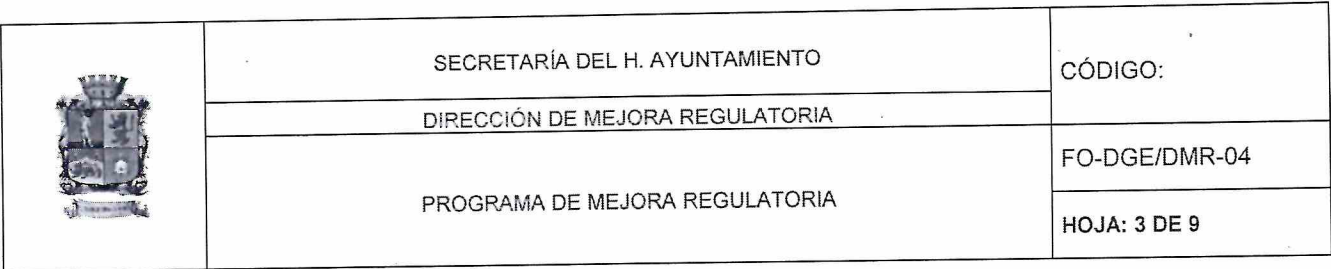 SECRETARÍA DEL H. AYUNTAMIENTO
CÓDIGO:
DIRECCIÓN DE MEJORA REGULATORIA
FO-DGE/DMR-04
PROGRAMA DE MEJORA REGULATORIA
HOJA: 3 DE 9